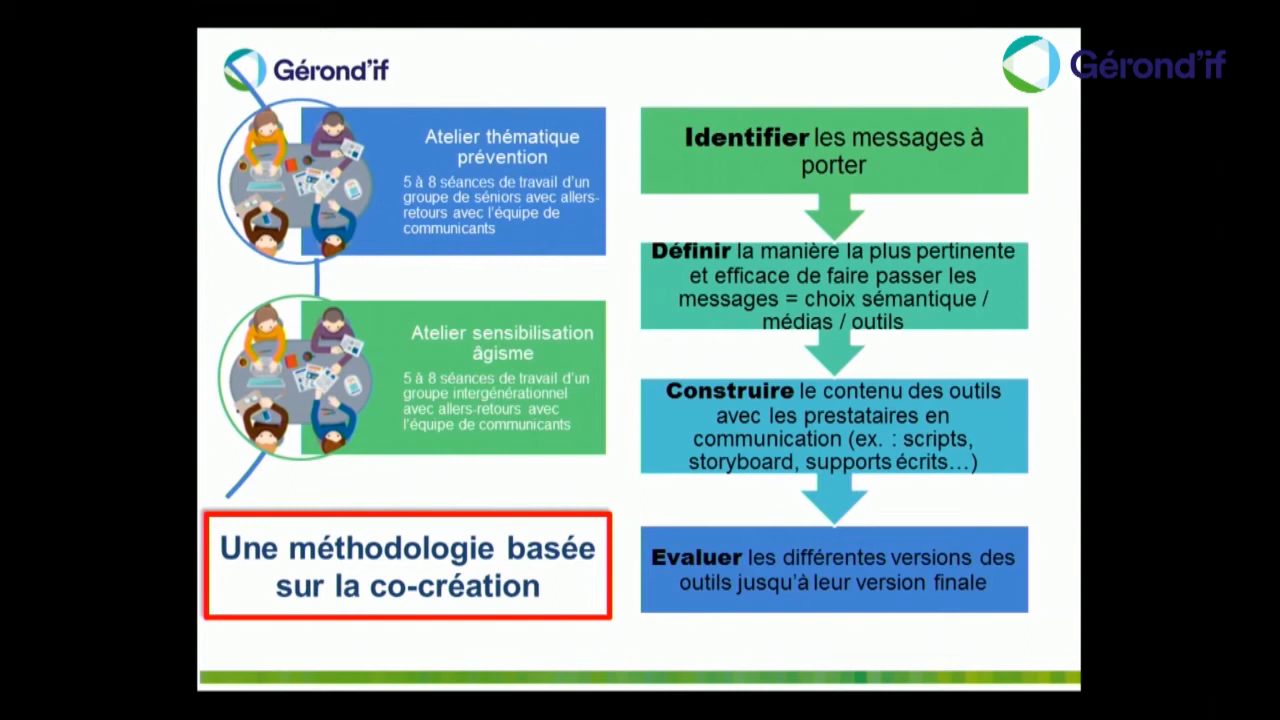 Gérond'if
Gérond'if
Atelier thématique
prévention
5 à 8 séances de travail d'un
groupe de séniors avec allers-
retours avec l'équipe de
communicants
Atelier sensibilisation
âgisme
5 à 8 séances de travail d'un
groupe intergénérationnel
avec allers-retours avec
l'équipe de communicants
Une méthodologie basée
sur la co-création
Identifier les messages à
porter
Définir la manière la plus pertinente
et efficace de faire passer les
messages = choix sémantique /
médias / outils
Construire le contenu des outils
avec les prestataires en
communication (ex. : scripts,
storyboard, supports écrits…)
Evaluer les différentes versions des
outils jusqu'à leur version finale